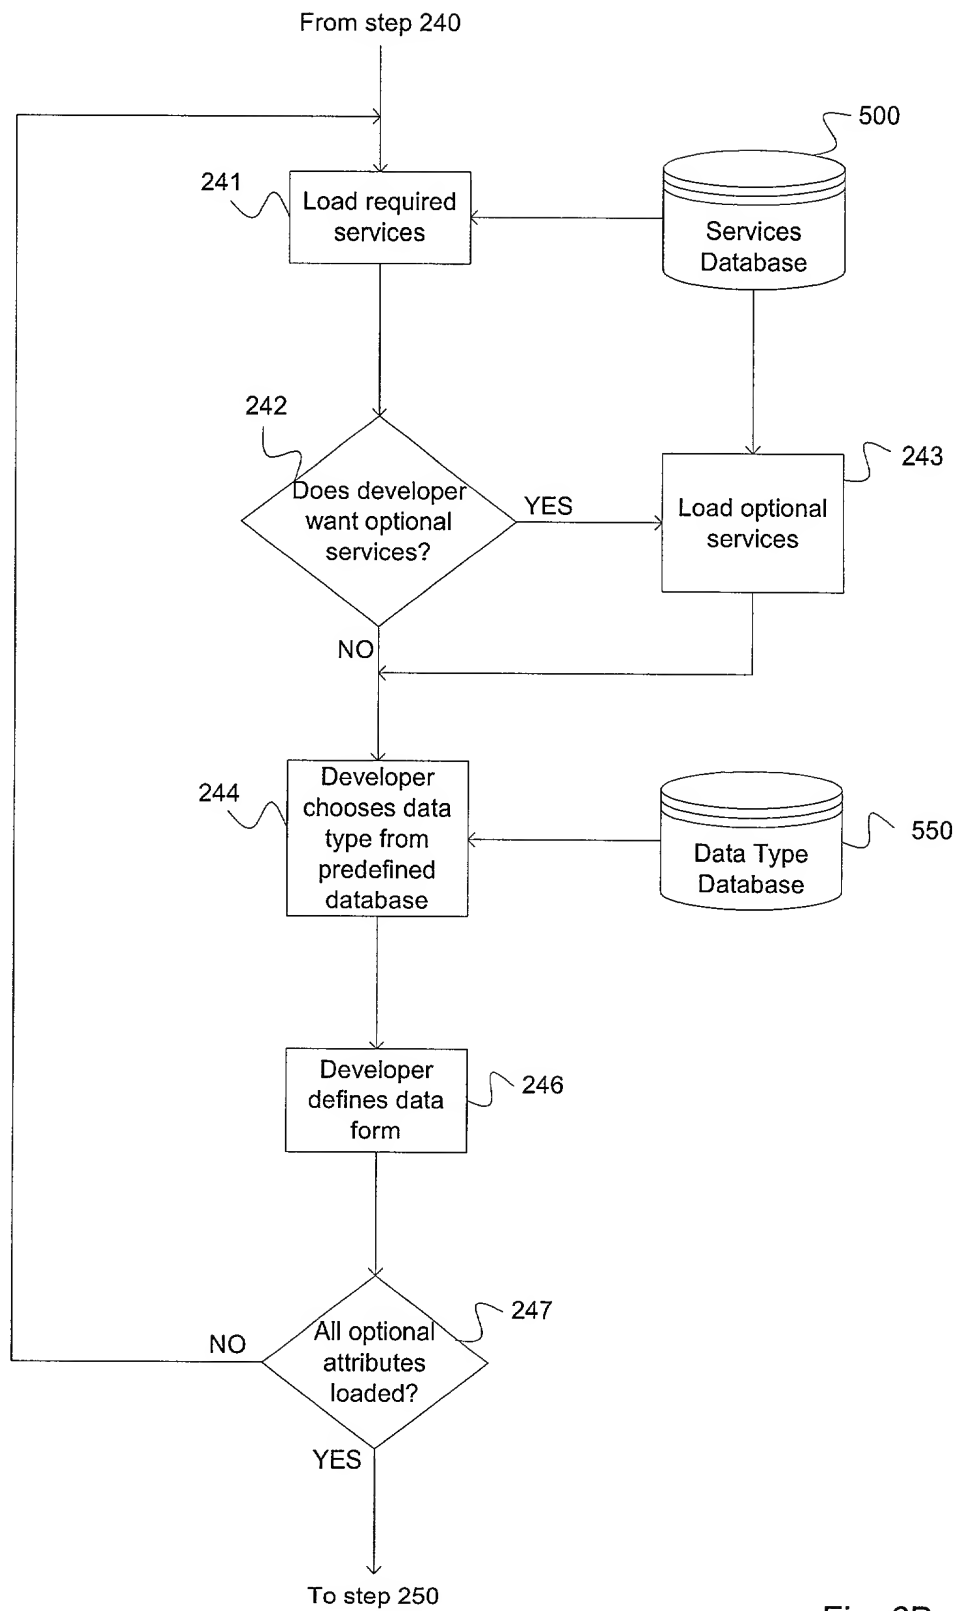 From step 240
500
241
Load required
services
Services
Database
242
243
Does developer
want optional
services?
YES
Load optional
services
NO
244
Developer
chooses data
type from
predefined
database
550
Data Type
Database
Developer
defines data
form
246
247
NO
All optional
attributes
loaded?
YES
To step 250